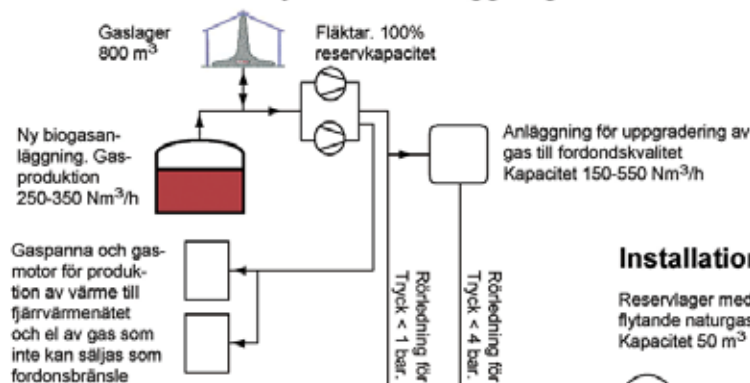 Gaslager
800 m³
Fläktar. 100%
reservkapacitet
Ny biogasan-
läggning. Gas-
produktion
250-350 Nm³/h
Anläggning för uppgradering av
gas till fordondskvalitet
Kapacitet 150-550 Nm³/h
Gaspanna och gas-
motor för produk-
tion av värme till
fjärrvärmenätet
och el av gas som
inte kan säljas som
fordonsbränsle
Rörledning för
Tryck < 1 bar.
Rörledning för
Tryck < 4 bar.
Installation
Reservlager med
flytande naturgas
Kapacitet 50 m³